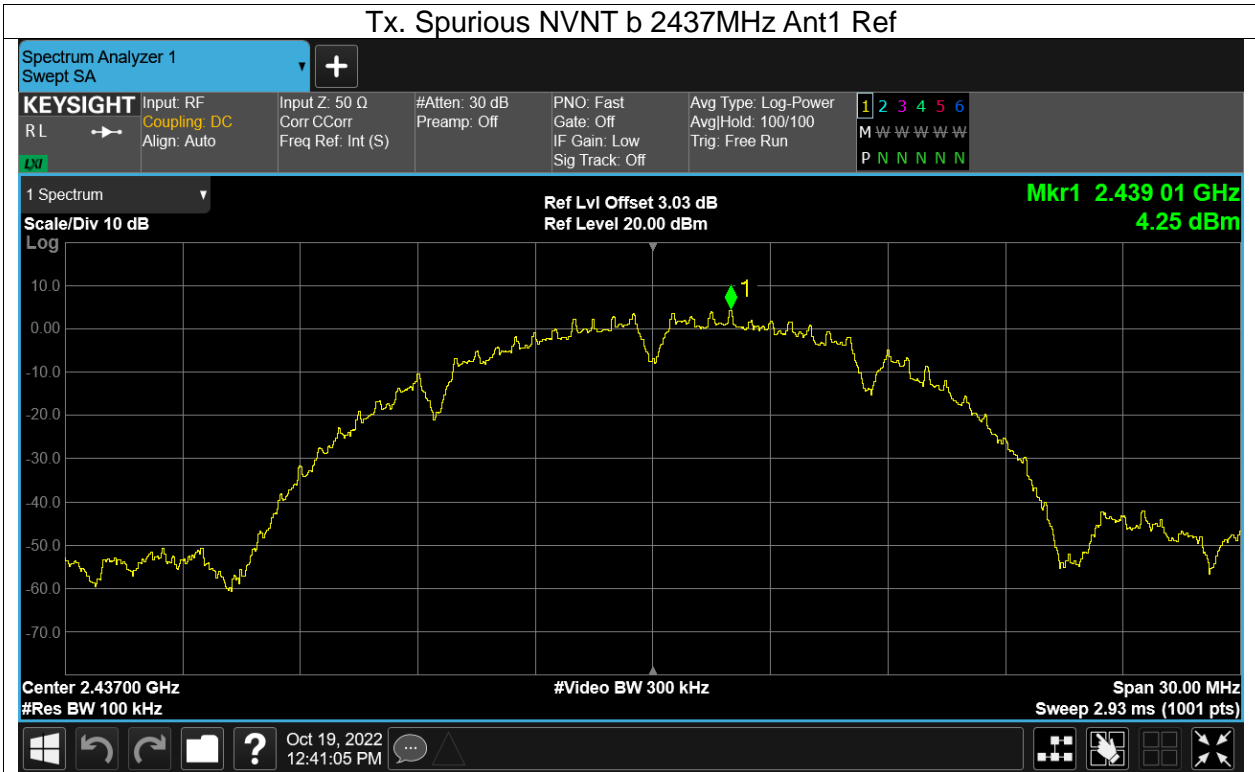 Tx. Spurious NVNT b 2437MHz Ant1 Ref
Spectrum Analyzer 1
Swept SA
KEYSIGHT
R L
LXI
Input: RF
Coupling: DC
Align: Auto
Input Z: 50 Ω
Corr CCorr
Freq Ref: Int (S)
#Atten: 30 dB
Preamp: Off
PNO: Fast
Gate: Off
IF Gain: Low
Sig Track: Off
Avg Type: Log-Power
Avg|Hold: 100/100
Trig: Free Run
1 2 3 4 5 6
M W W W W W W
P N N N N N N
1 Spectrum
Scale/Div 10 dB
Ref Lvl Offset 3.03 dB
Ref Level 20.00 dBm
Mkr1 2.439 01 GHz
4.25 dBm
Log
10.0
0.00
-10.0
-20.0
-30.0
-40.0
-50.0
-60.0
-70.0
1
Center 2.43700 GHz
#Res BW 100 kHz
#Video BW 300 kHz
Span 30.00 MHz
Sweep 2.93 ms (1001 pts)
?
Oct 19, 2022
12:41:05 PM